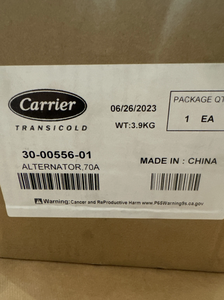 Carrier
TRANSICOLD
06/26/2023
WT:3.9KG
PACKAGE QT
1 EA
30-00556-01
ALTERNATOR,70A
MADE IN : CHINA
Warning: Cancer and ReProductive Harm www.P65Warnings.ca.gov